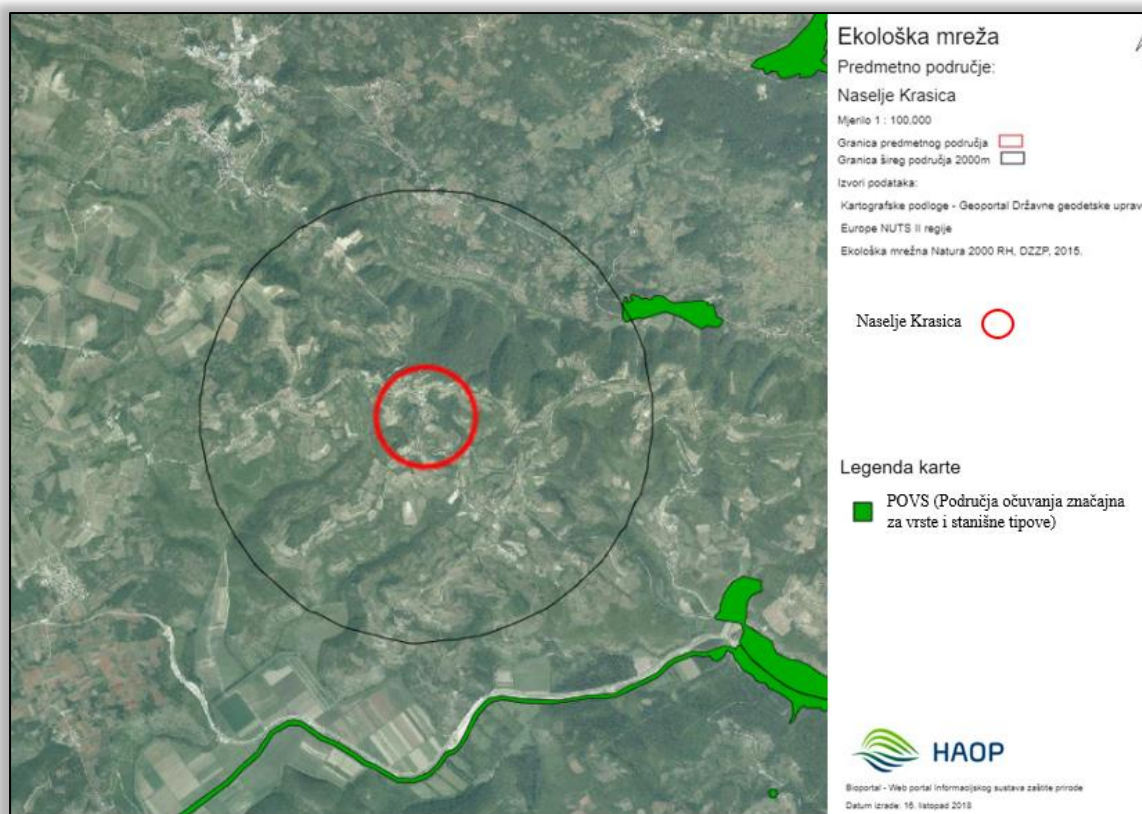 Ekološka mreža
Predmetno područje:
Naselje Krasica
Mjerilo 1 : 100.000
Granica predmetnog područja
Granica šireg područja 2000m
Izvori podataka:
Kartografske podloge - Geoportal Državne geodetske uprav
Europe NUTS II regije
Ekološka mrežna Natura 2000 RH, DZZP, 2015.
Naselje Krasica
Legenda karte
POVS (Područja očuvanja značajna
za vrste i stanišne tipove)
HAOP
Bioportal - Web portal Informacijskog sustava zaštite prirode
Datum izrade: 16. listopad 2018